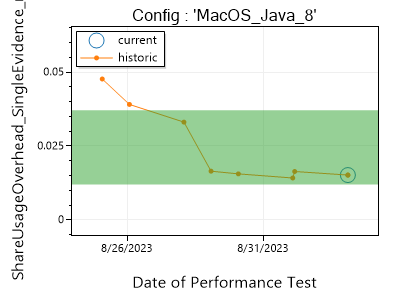 Config : 'MacOS_Java_8'
current
historic
0.05
0.025
0
8/26/2023
8/31/2023
Date of Performance Test
ShareUsageOverhead_SingleEvidence_